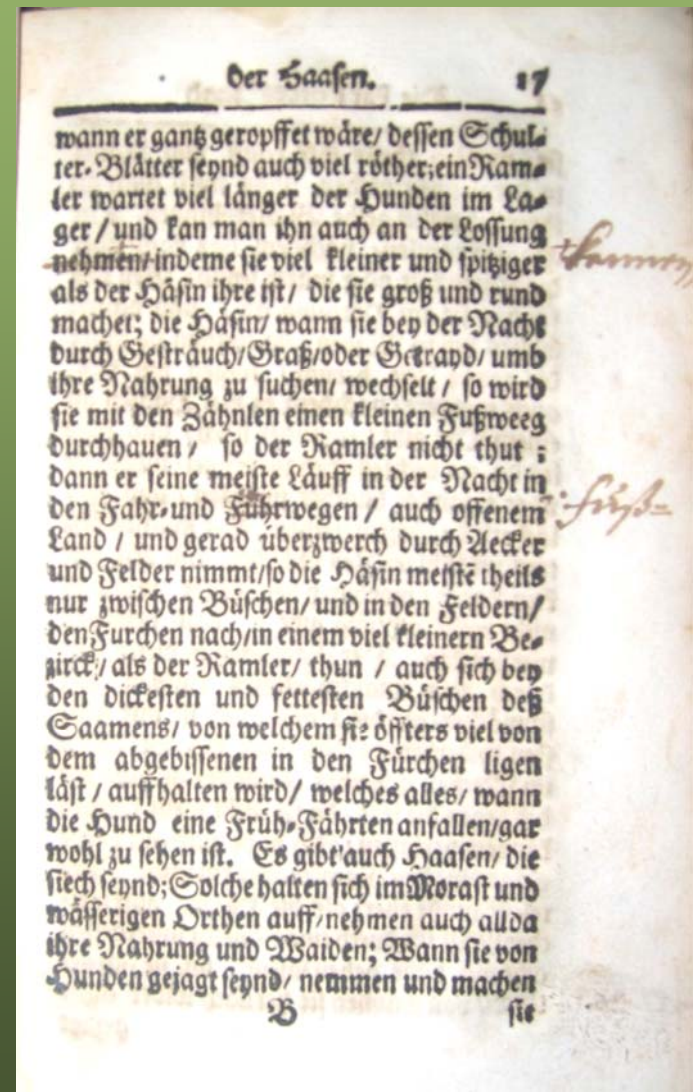 der Haasen. 17
wann er gantz geropffet wäre/ dessen Schul-
ter-Blätter seynd auch viel röther; ein Ram-
ler wartet viel länger der Hunden im La-
ger / und kan man ihn auch an der Lossung
nehmen/ indeme sie viel kleiner und spitziger
kennen
als der Häsin ihre ist / die sie groß und rund
machet; die Häsin/ wann sie bey der Nacht
durch Gesträuch/Graß/oder Getrayd/ umb
ihre Nahrung zu suchen/ wechselt / so wird
sie mit den Zähnlen einen kleinen Fußweeg
durchhauen / so der Ramler nicht thut ;
dann er seine meiste Läuff in der Nacht in
den Fahr-und Führwegen / auch offenem
fuß=
Land / und gerad überzwerch durch Aecker
und Felder nimmt/so die Häsin meistē theils
nur zwischen Büschen/ und in den Feldern/
den Furchen nach/in einem viel kleinern Be-
zirck/ als der Ramler/ thun / auch sich bey
den dickesten und fettesten Büschen deß
Saamens/ von welchem sie öffters viel von
dem abgebissenen in den Fürchen ligen
läst / auffhalten wird/ welches alles/ wann
die Hund eine Früh-Fährten anfallen/gar
wohl zu sehen ist. Es gibt auch Haasen/ die
siech seynd; Solche halten sich im Morast und
wässerigen Orthen auff/nehmen auch allda
ihre Nahrung und Waiden; Wann sie von
Hunden gejagt seynd/ nemmen und machen
B sie